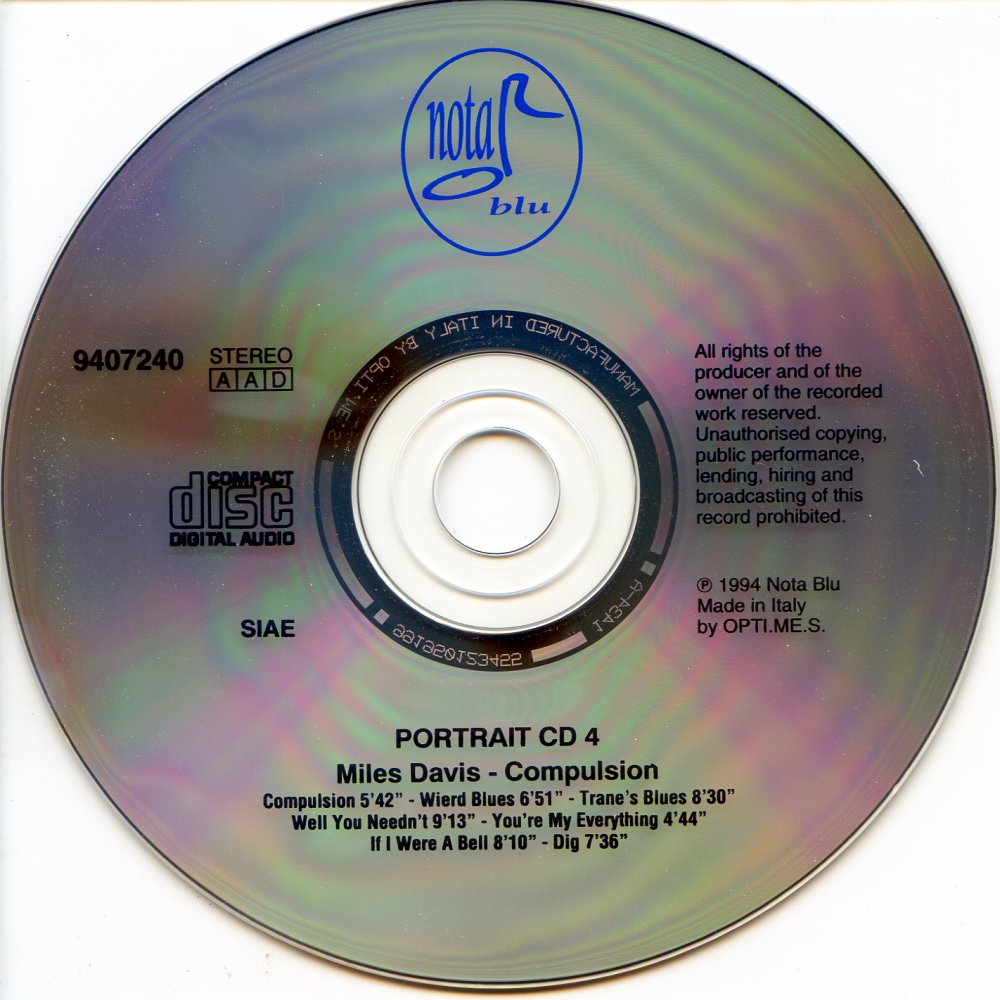 nota
blu
9407240
STEREO
AAD
COMPACT
disc
DIGITAL AUDIO
SIAE
MANUFACTURED IN ITALY BY OPTI.ME.S.
991950123455
1434-A
All rights of the
producer and of the
owner of the recorded
work reserved.
Unauthorised copying,
public performance,
lending, hiring and
broadcasting of this
record prohibited.
℗ 1994 Nota Blu
Made in Italy
by OPTI.ME.S.
PORTRAIT CD 4
Miles Davis - Compulsion
Compulsion 5'42" - Wierd Blues 6'51" - Trane's Blues 8'30"
Well You Needn't 9'13" - You're My Everything 4'44"
If I Were A Bell 8'10" - Dig 7'36"